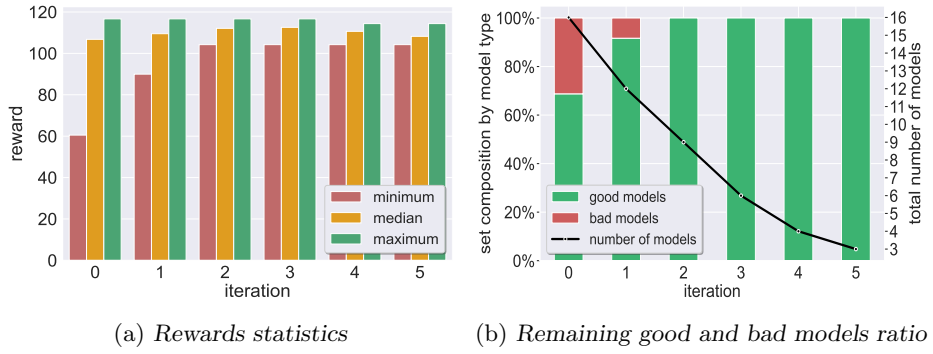 120
100
80
60
40
20
0
reward
minimum
median
maximum
0 1 2 3 4 5
iteration
(a) Rewards statistics
100%
80%
60%
40%
20%
0%
set composition by model type
good models
bad models
number of models
0 1 2 3 4 5
iteration
16
15
14
13
12
11
10
9
8
7
6
5
4
3
total number of models
(b) Remaining good and bad models ratio